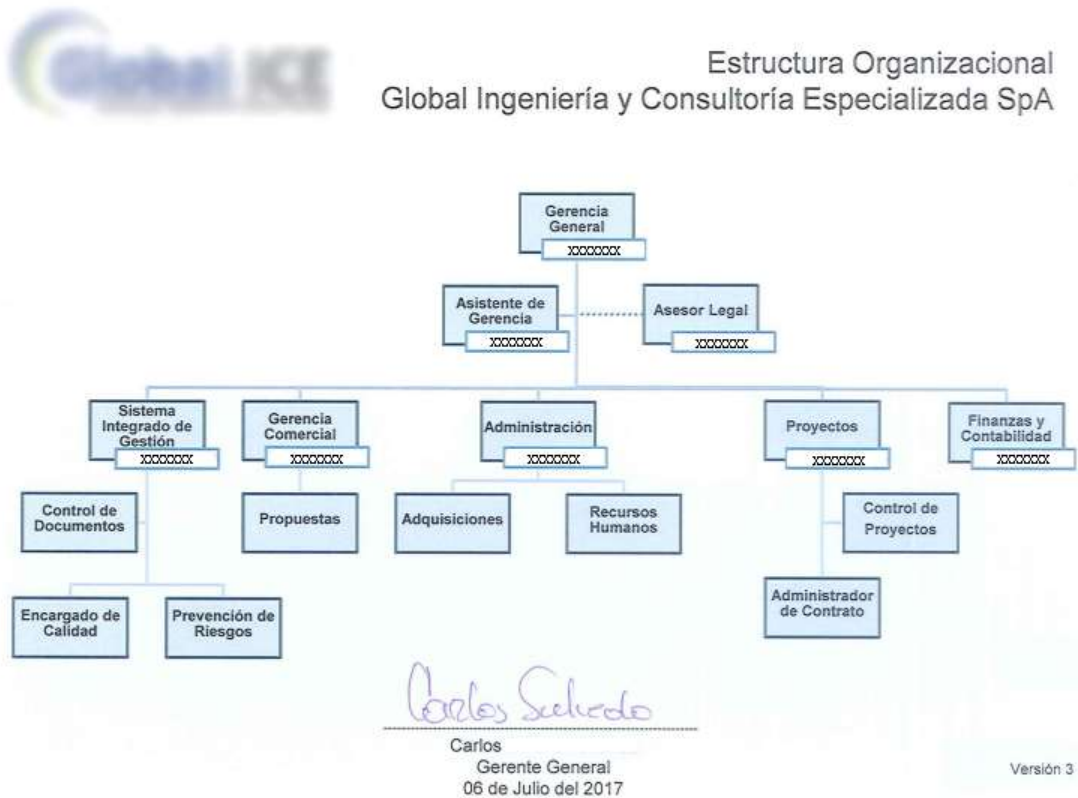 Global ICE
Estructura Organizacional
Global Ingeniería y Consultoría Especializada SpA
Gerencia
General
XXXXXXX
Asistente de
Gerencia
XXXXXXX
Asesor Legal
XXXXXXX
Sistema
Integrado de
Gestión
XXXXXXX
Gerencia
Comercial
XXXXXXX
Administración
XXXXXXX
Proyectos
XXXXXXX
Finanzas y
Contabilidad
XXXXXXX
Control de
Documentos
Propuestas
Adquisiciones
Recursos
Humanos
Control de
Proyectos
Encargado de
Calidad
Prevención de
Riesgos
Administrador
de Contrato
Carlos
Carlos
Gerente General
06 de Julio del 2017
Versión 3